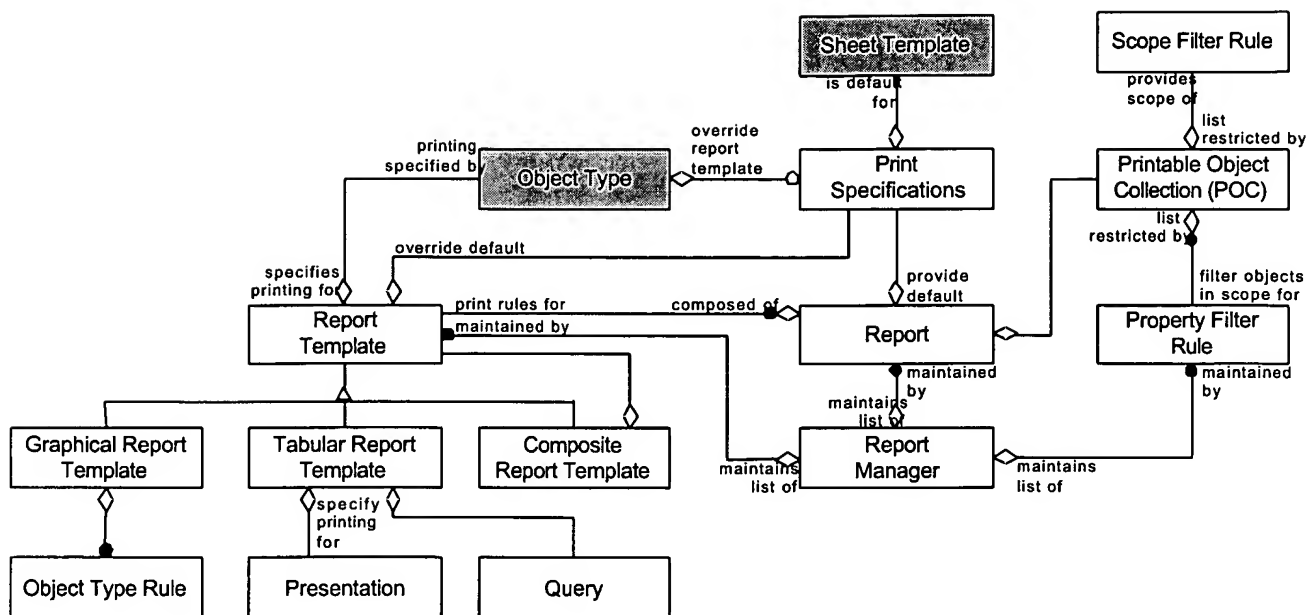 Sheet Template
Scope Filter Rule
is default
for
provides
scope of
list
restricted by
printing
specified b
override
report
template
Object Type
Print
Specifications
Printable Object
Collection (POC)
list
restricted by
override default
specifies
printing for
provide
default
filter objects
in scope for
print rules for
composed of
maintained by
Report
Template
Report
Property Filter
Rule
maintained
by
maintained
by
maintains
list of
Graphical Report
Template
Tabular Report
Template
Composite
Report Template
Report
Manager
maintains
list of
maintains
list of
specify
printing
for
Object Type Rule
Presentation
Query